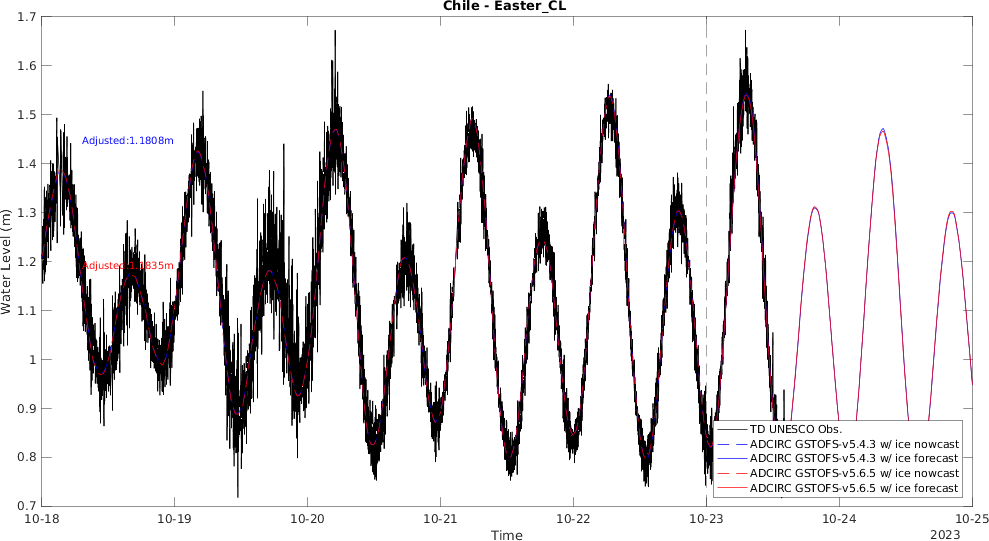 Chile - Easter_CL
1.7
1.6
1.5
1.4
1.3
1.2
1.1
1
0.9
0.8
0.7
Water Level (m)
Adjusted:1.1808m
Adjusted:1.1835m
TD UNESCO Obs.
ADCIRC GSTOFS-v5.4.3 w/ ice nowcast
ADCIRC GSTOFS-v5.4.3 w/ ice forecast
ADCIRC GSTOFS-v5.6.5 w/ ice nowcast
ADCIRC GSTOFS-v5.6.5 w/ ice forecast
10-18 10-19 10-20 10-21 10-22 10-23 10-24 10-25
Time
2023